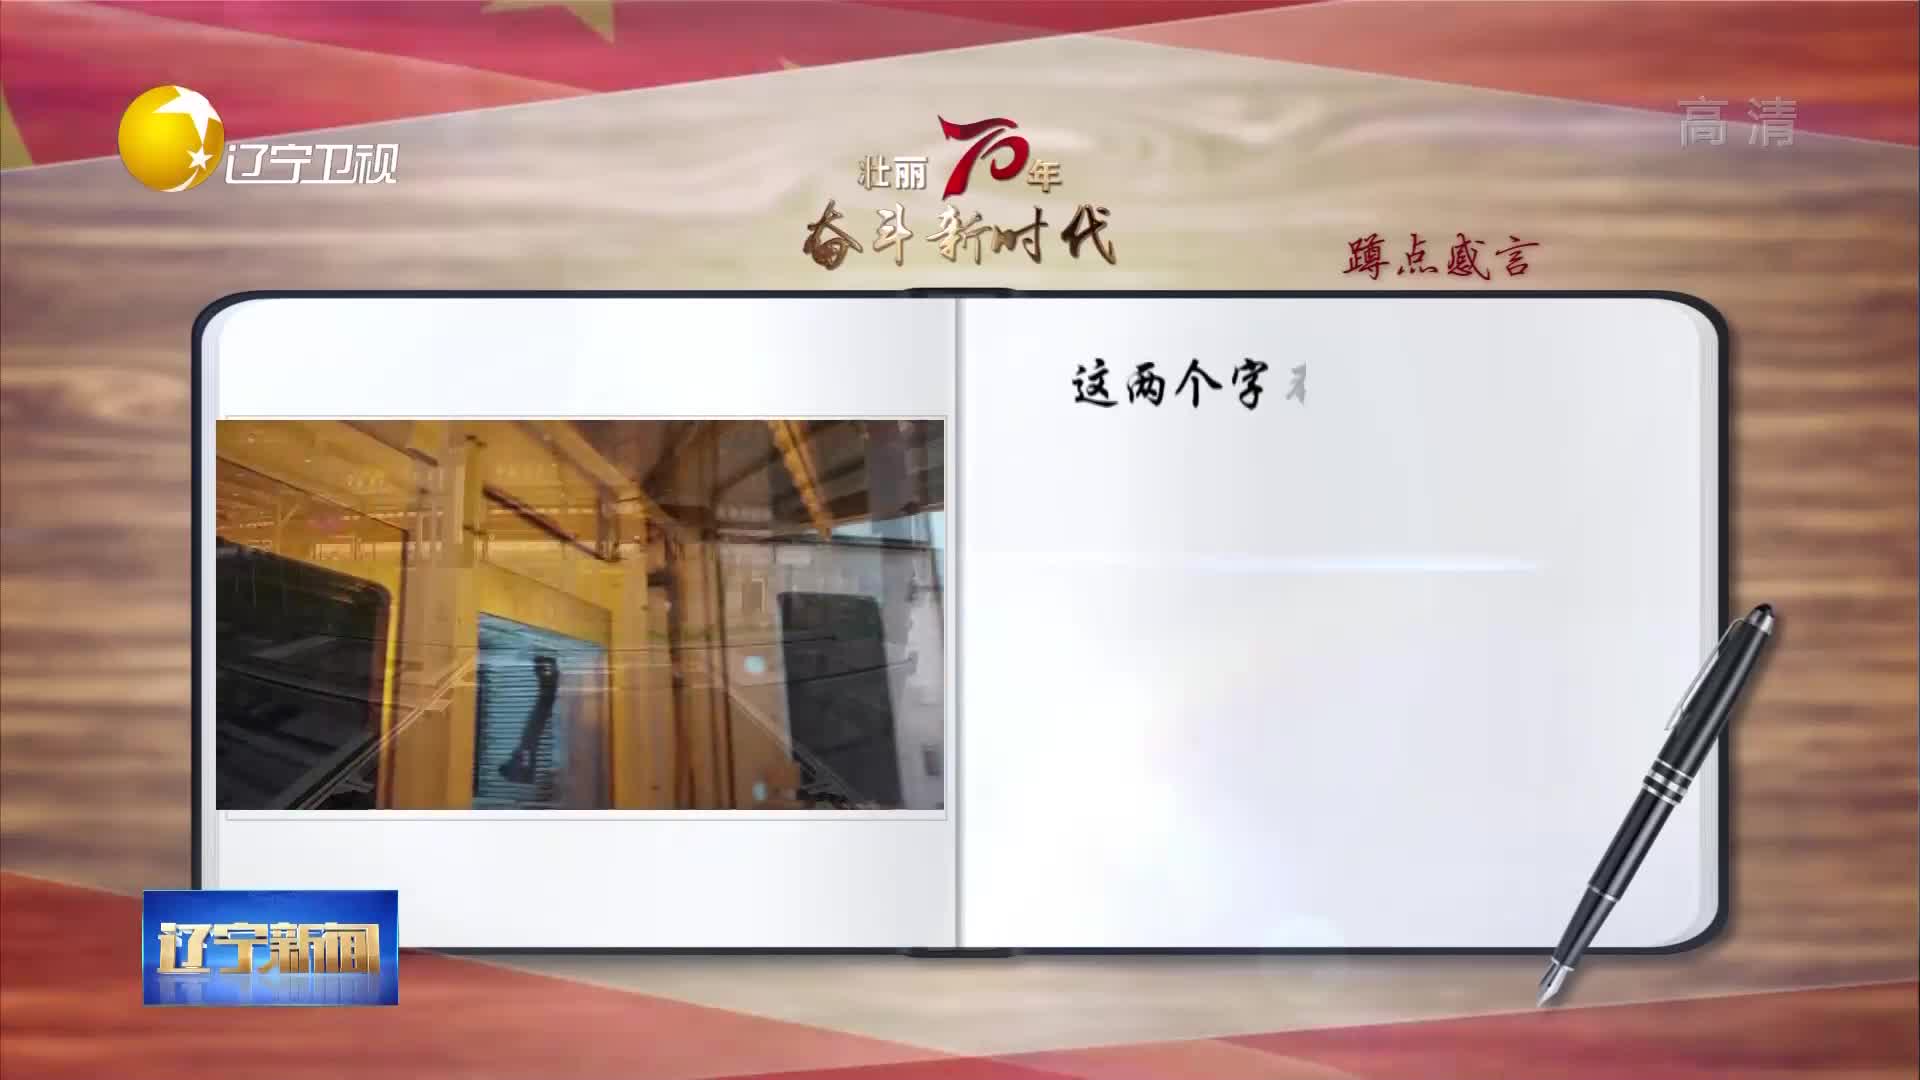 辽宁卫视
高清
壮丽70年
奋斗新时代
蹲点感言
这两个字
辽宁新闻